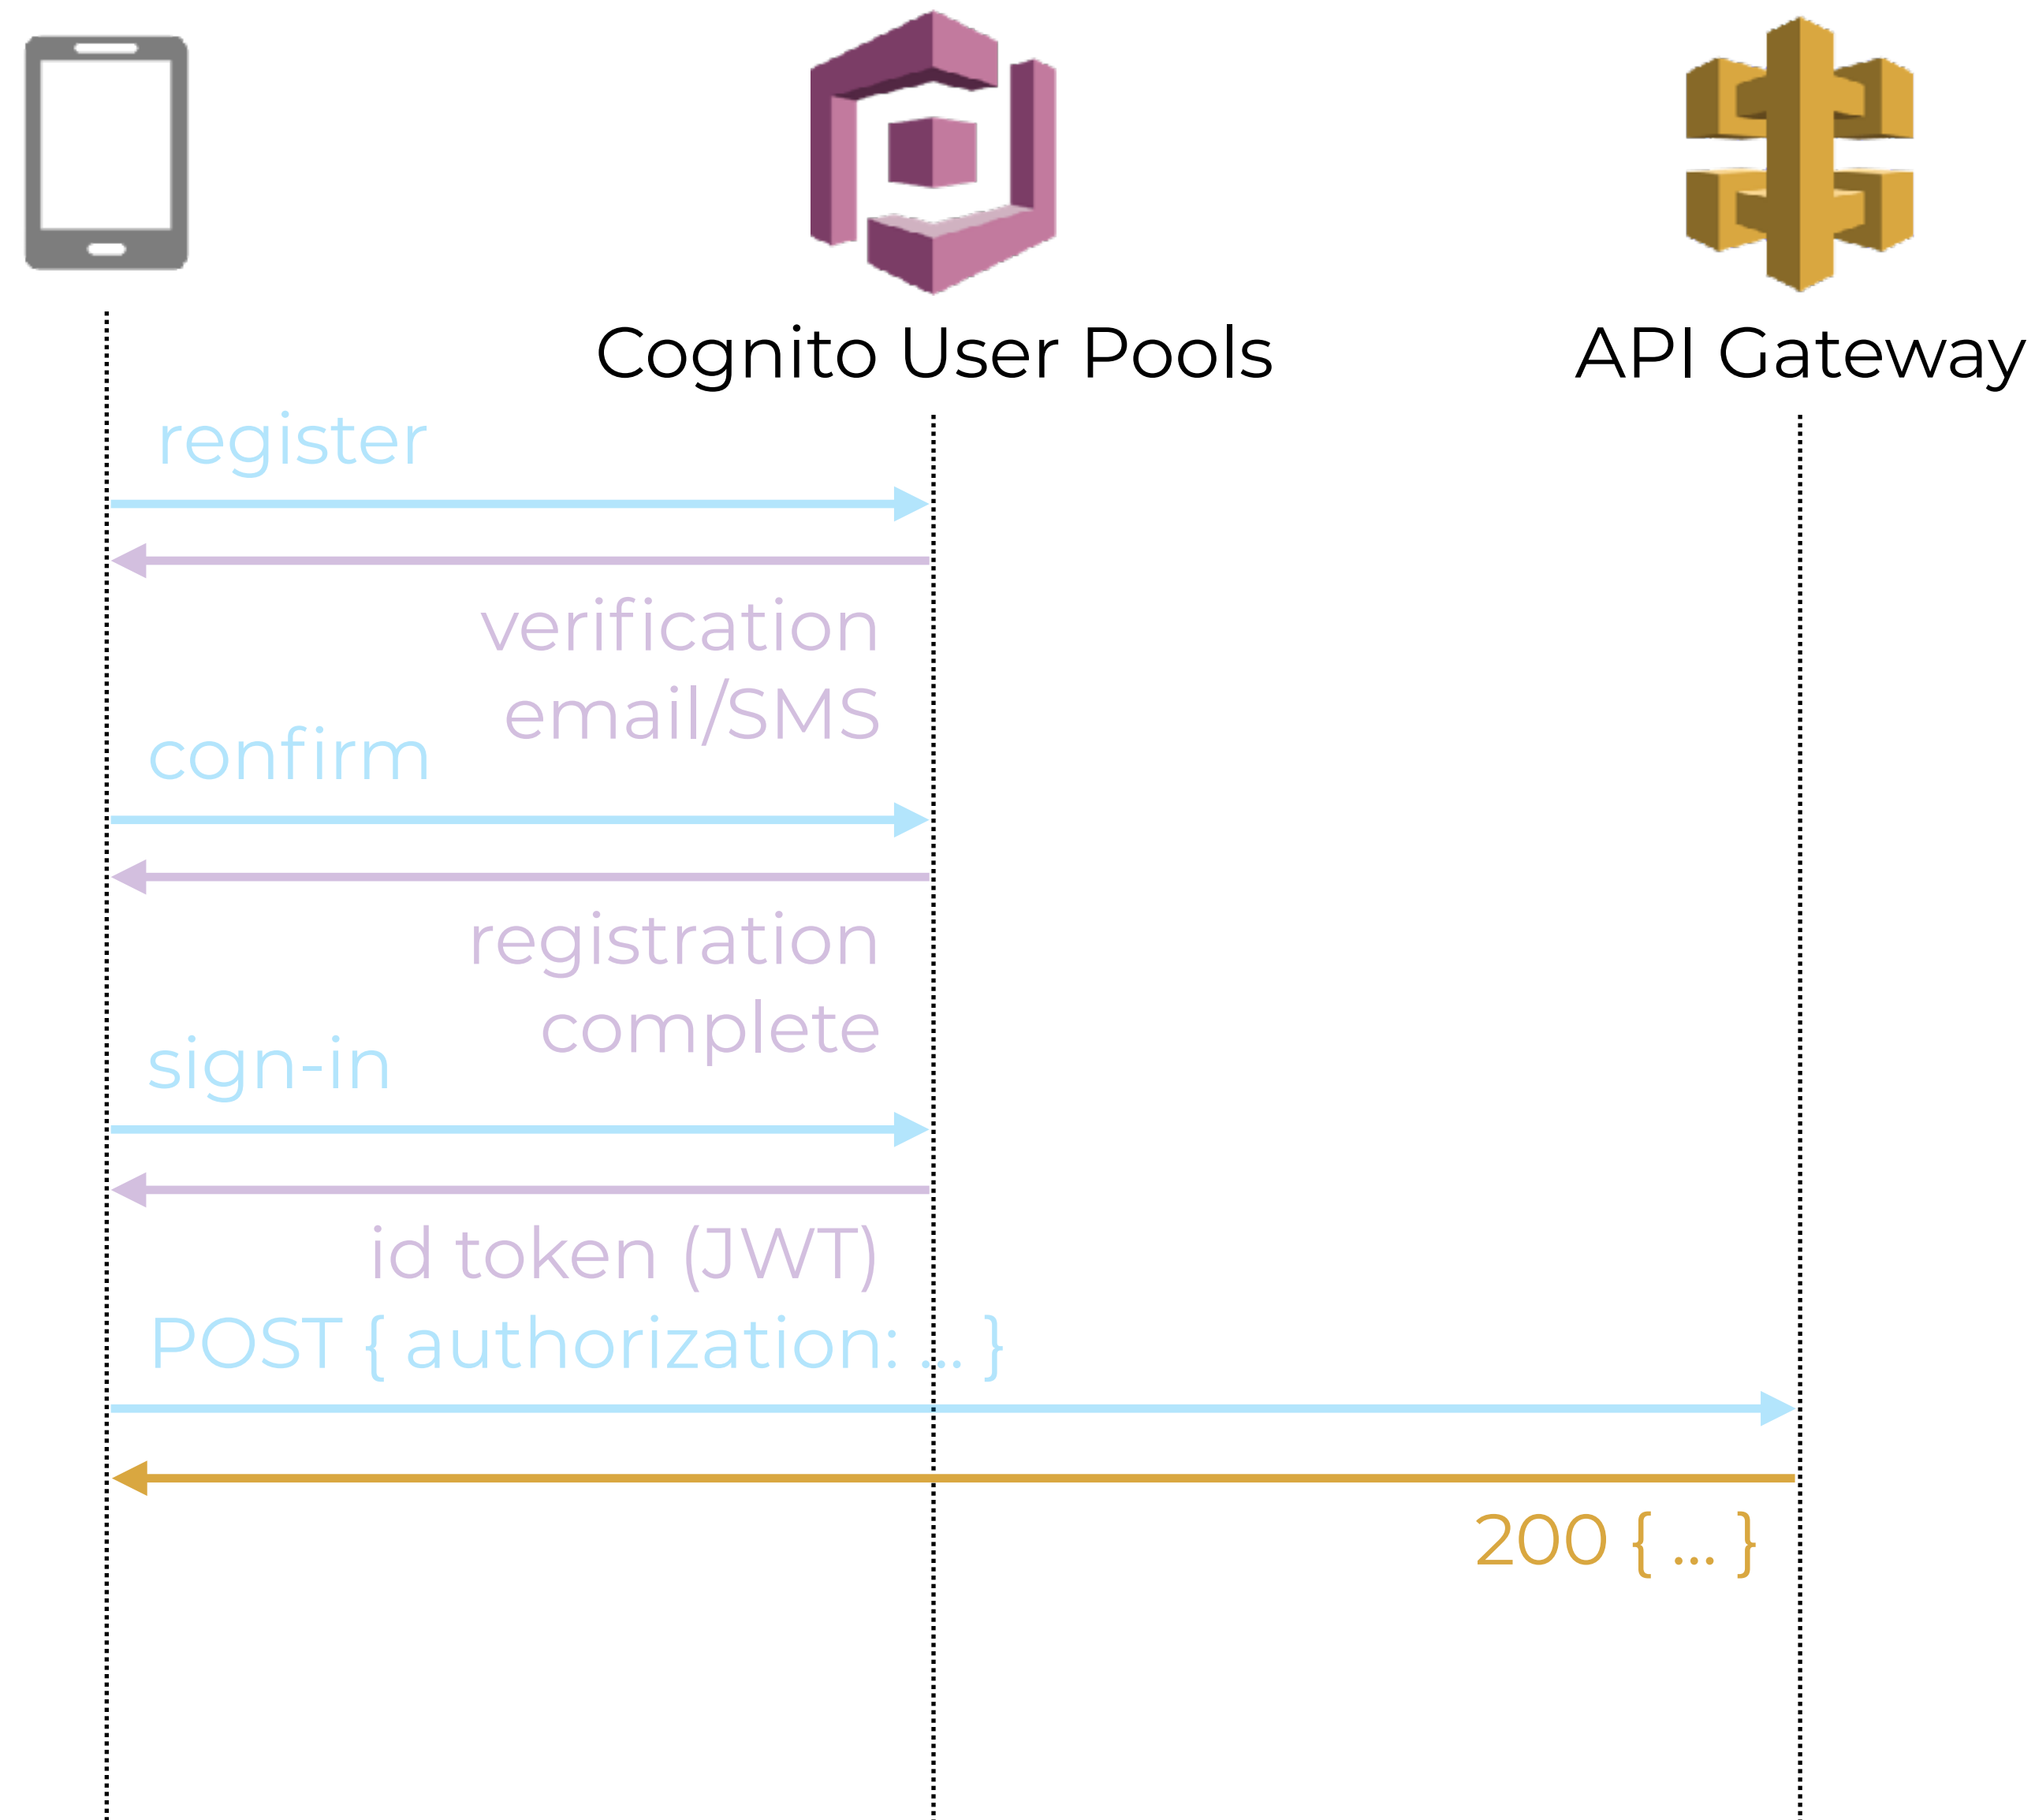 Cognito User Pools
API Gateway
register
verification
email/SMS
confirm
registration
complete
sign-in
id token (JWT)
POST { authorization: ... }
200 { ... }